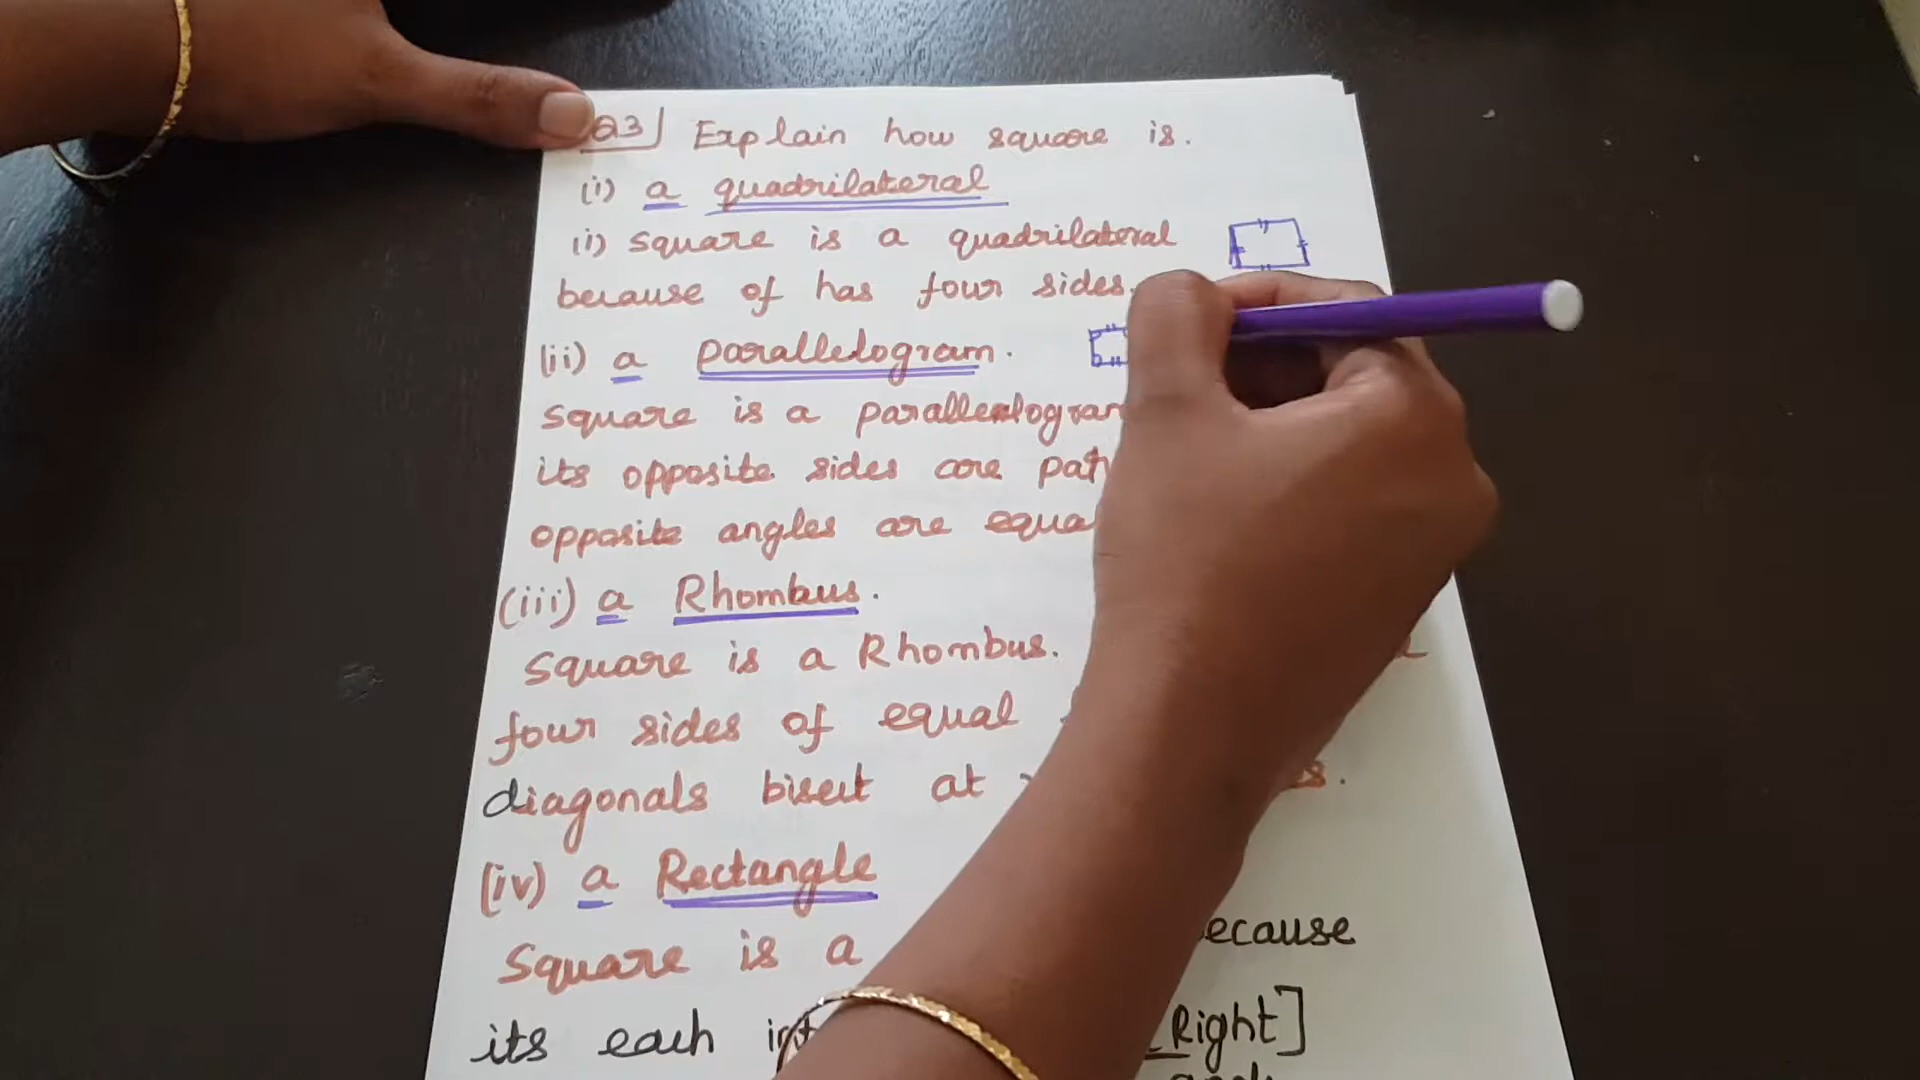 Q3 Explain how square is.
(i) a quadrilateral
(i) square is a quadrilateral
because of has four sides.
(ii) a parallelogram.
square is a
its opposite sides are
opposite angles are
(iii) a Rhombus.
Square is a Rhombus.
four sides of equal
diagonals bisect at
(iv) a Rectangle
Square is a ecause
its each [Right]